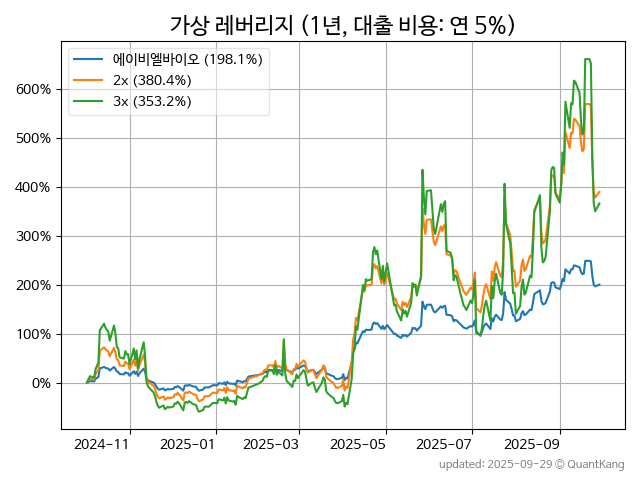 가상 레버리지 (1년, 대출 비용: 연 5%)
에이비엘바이오 (198.1%)
2x (380.4%)
3x (353.2%)
600%
500%
400%
300%
200%
100%
0%
2024-11
2025-01
2025-03
2025-05
2025-07
2025-09
updated: 2025-09-29 © QuantKang